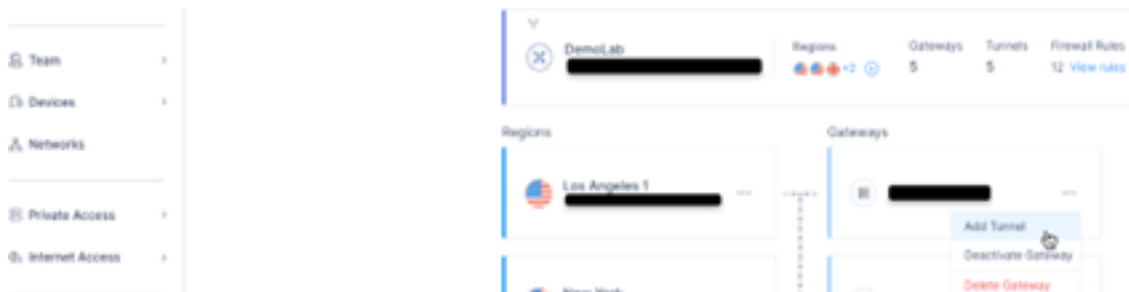 DemoLab
Regions
Gateways
Tunnels
Firewall Rules
+2
5
5
12 View rules
Team
Devices
Networks
Private Access
Internet Access
Regions
Gateways
Los Angeles 1
Add Tunnel
Deactivate Gateway
Delete Gateway
New York